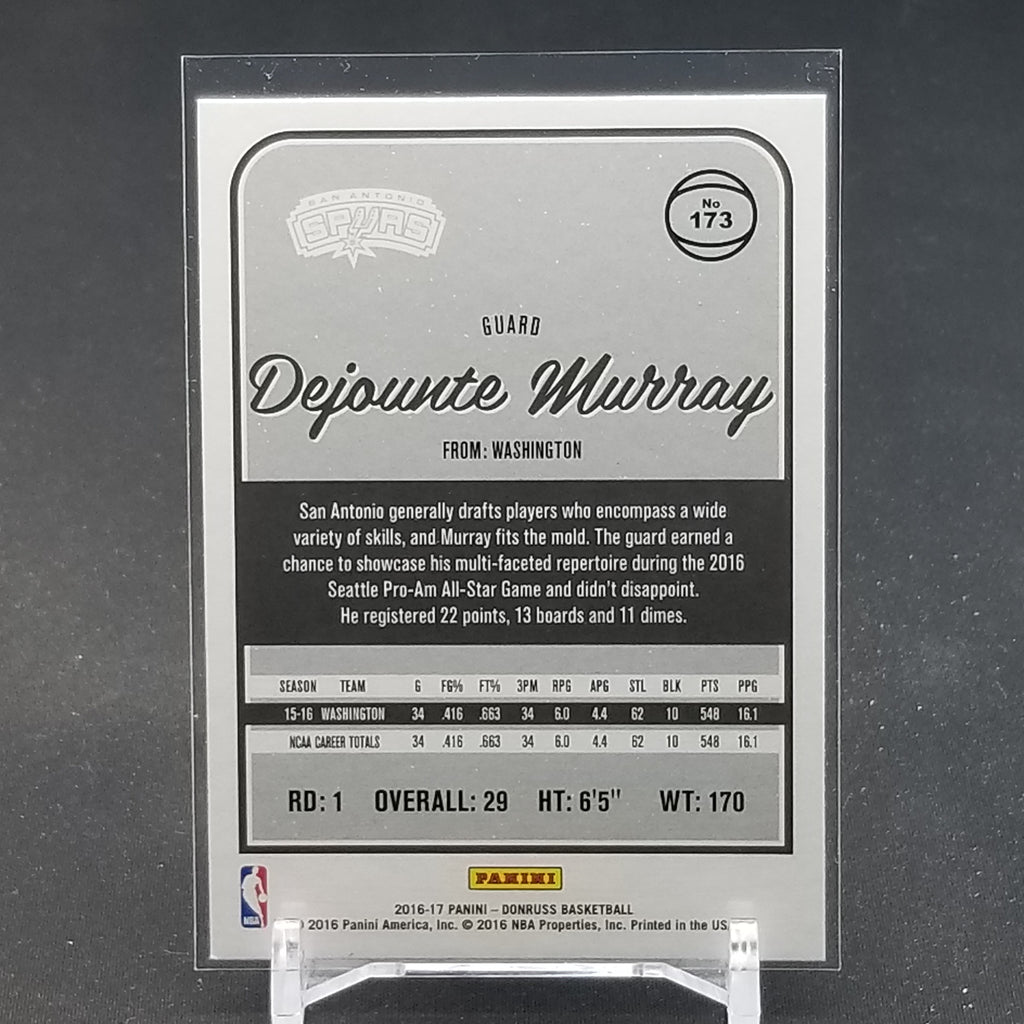 SAN ANTONIO
SPURS
No
173
GUARD
Dejounte Murray
FROM: WASHINGTON
San Antonio generally drafts players who encompass a wide
variety of skills, and Murray fits the mold. The guard earned a
chance to showcase his multi-faceted repertoire during the 2016
Seattle Pro-Am All-Star Game and didn't disappoint.
He registered 22 points, 13 boards and 11 dimes.
SEASON TEAM G FG% FT% 3PM RPG APG STL BLK PTS PPG
15-16 WASHINGTON 34 .416 .663 34 6.0 4.4 62 10 548 16.1
NCAA CAREER TOTALS 34 .416 .663 34 6.0 4.4 62 10 548 16.1
RD: 1 OVERALL: 29 HT: 6'5" WT: 170
NBA
PANINI
2016-17 PANINI – DONRUSS BASKETBALL
2016 Panini America, Inc. © 2016 NBA Properties, Inc. Printed in the US